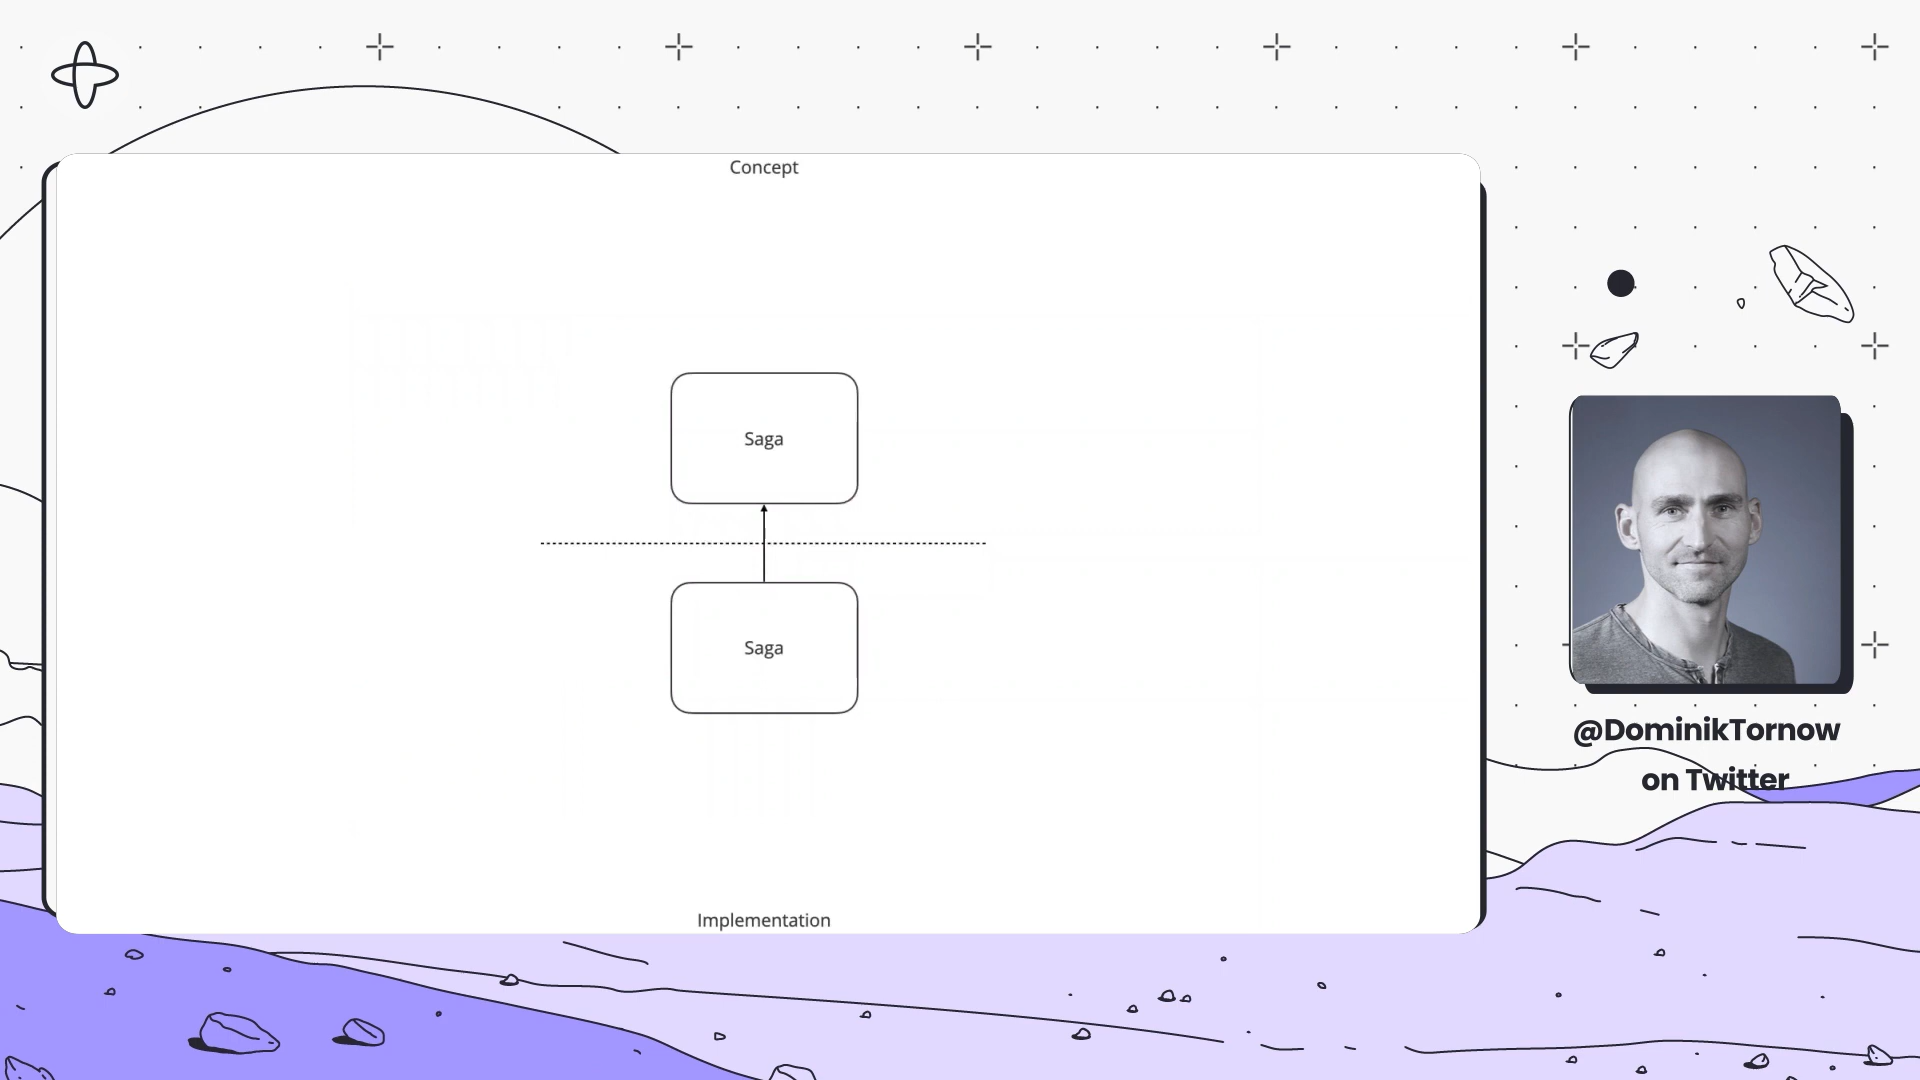 Concept
Saga
Saga
Implementation
@DominikTornow
on Twitter